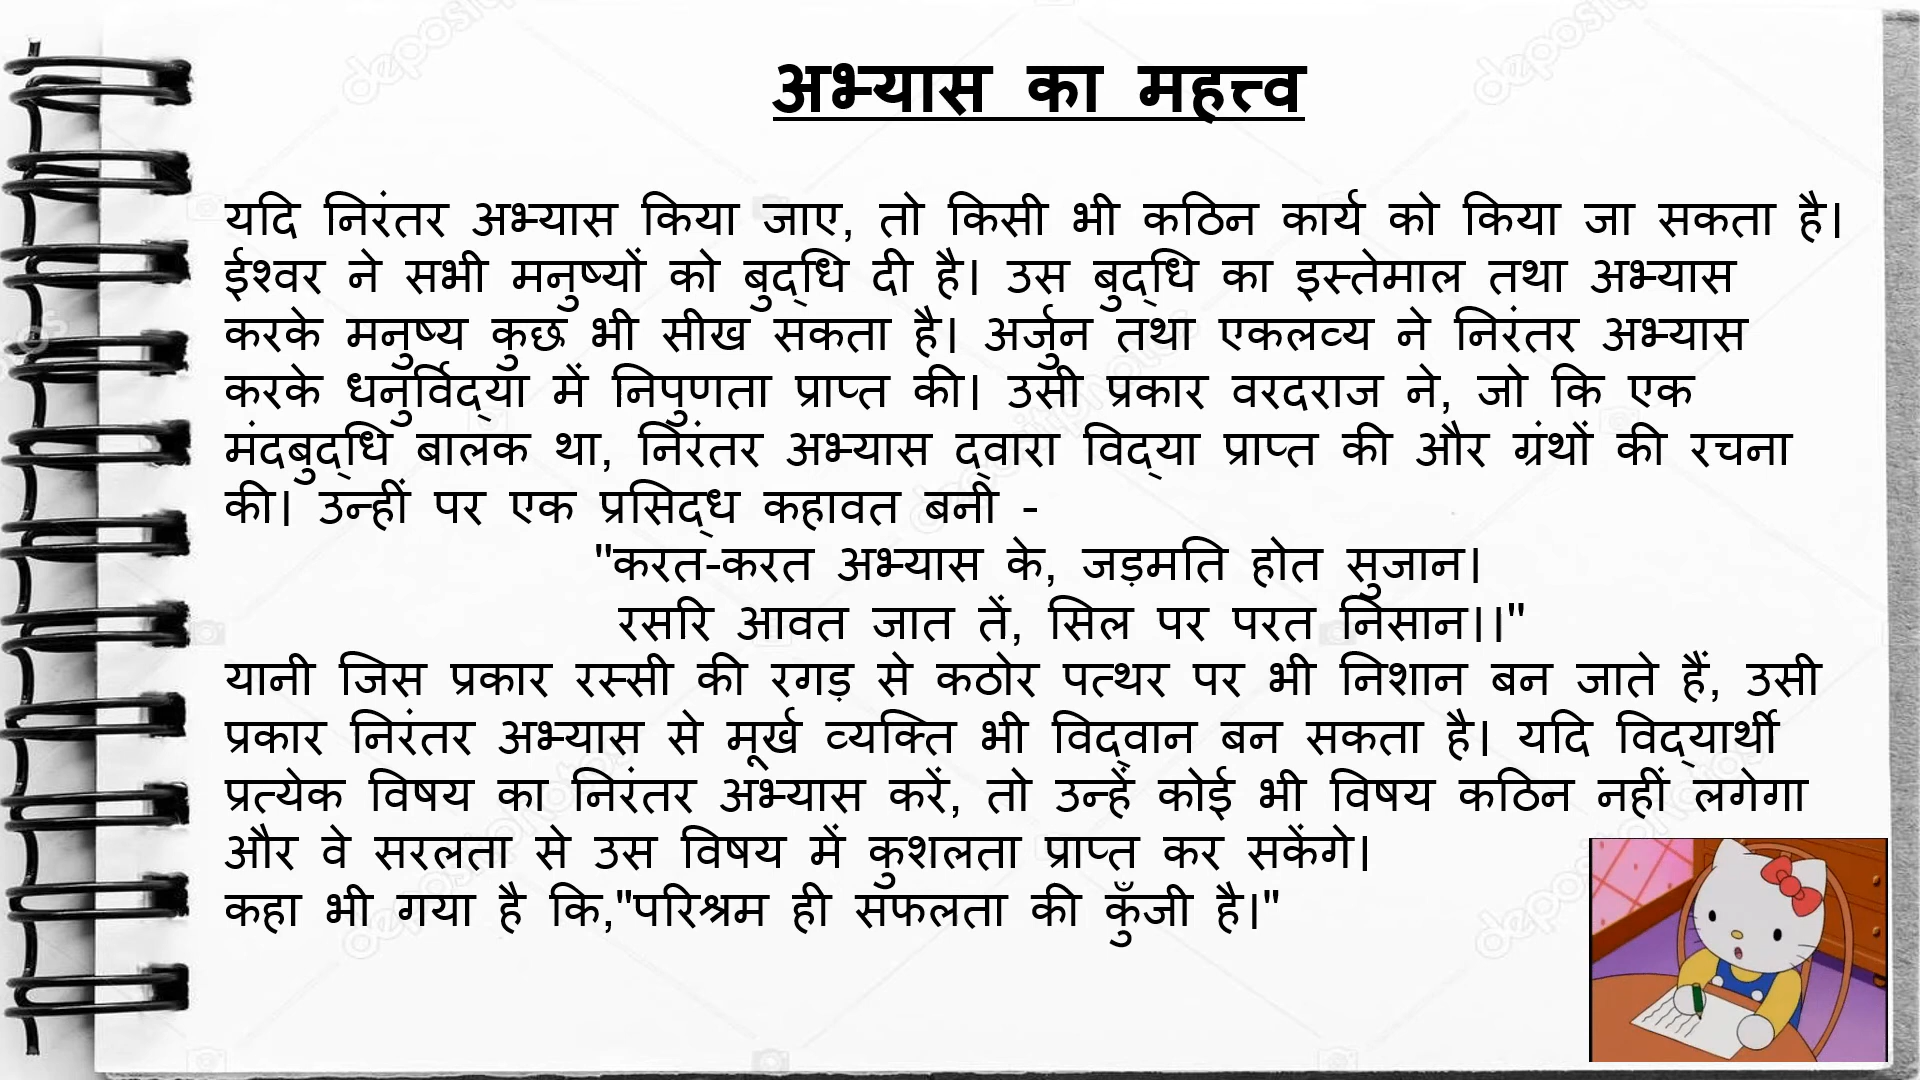 अभ्यास का महत्त्व
यदि निरंतर अभ्यास किया जाए, तो किसी भी कठिन कार्य को किया जा सकता है।
ईश्वर ने सभी मनुष्यों को बुद्‌धि दी है। उस बुद्‌धि का इस्तेमाल तथा अभ्यास
करके मनुष्य कुछ भी सीख सकता है। अर्जुन तथा एकलव्य ने निरंतर अभ्यास
करके धनुर्विद्‌या में निपुणता प्राप्त की। उसी प्रकार वरदराज ने, जो कि एक
मंदबुद्‌धि बालक था, निरंतर अभ्यास द्‌वारा विद्‌या प्राप्त की और ग्रंथों की रचना
की। उन्हीं पर एक प्रसिद्‌ध कहावत बनी -
"करत-करत अभ्यास के, जड़मति होत सुजान।
रसरि आवत जात तें, सिल पर परत निसान।।"
यानी जिस प्रकार रस्सी की रगड़ से कठोर पत्थर पर भी निशान बन जाते हैं, उसी
प्रकार निरंतर अभ्यास से मूर्ख व्यक्ति भी विद्‌वान बन सकता है। यदि विद्‌यार्थी
प्रत्येक विषय का निरंतर अभ्यास करें, तो उन्हें कोई भी विषय कठिन नहीं लगेगा
और वे सरलता से उस विषय में कुशलता प्राप्त कर सकेंगे।
कहा भी गया है कि,"परिश्रम ही सफलता की कुँजी है।"